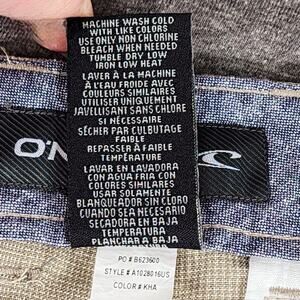 MACHINE WASH COLD
WITH LIKE COLORS
USE ONLY NON CHLORINE
BLEACH WHEN NEEDED
TUMBLE DRY LOW
IRON LOW HEAT
LAVER À LA MACHINE
À L'EAU FROIDE AVEC
COULEURS SIMILAIRES
UTILISER UNIQUEMENT
JAVELLISANT SANS CHLORE
SI NÉCESSAIRE
SÉCHER PAR CULBUTAGE
FAIBLE
REPASSER À FAIBLE
TEMPÉRATURE
LAVAR EN LAVADORA
CON AGUA FRIA CON
COLORES SIMILARES
USAR SOLAMENTE
BLANQUEADOR SIN CLORO
CUANDO SEA NECESARIO
SECADORA EN BAJA
TEMPERATURA
PLANCHAR A BAJA
O'N
PO # B623600
STYLE # A1028016US
COLOR # KHA